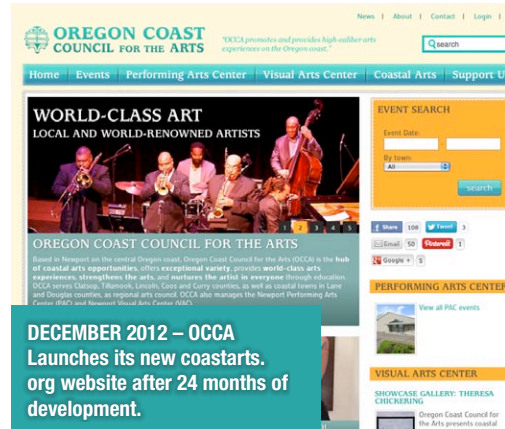 News | About | Contact | Login |
OREGON COAST
COUNCIL FOR THE ARTS
"OCCA promotes and provides high-caliber arts
experiences on the Oregon coast."
search
Home Events Performing Arts Center Visual Arts Center Coastal Arts Support U
WORLD-CLASS ART
LOCAL AND WORLD-RENOWNED ARTISTS
1 2 3 4 5
OREGON COAST COUNCIL FOR THE ARTS
Based in Newport on the central Oregon coast, Oregon Coast Council for the Arts (OCCA) is the hub
of coastal arts opportunities, offers exceptional variety, provides world-class arts
experiences, strengthens the arts, and nurtures the artist in everyone through education.
OCCA serves Clatsop, Tillamook, Lincoln, Coos and Curry counties, as well as coastal towns in Lane
and Douglas counties, as regional arts council. OCCA also manages the Newport Performing Arts
Center (PAC) and Newport Visual Arts Center (VAC).
EVENT SEARCH
Event Date:
-
By town:
All
search
Share 108 Tweet 3
Email 50 Pinterest 1
Google + 5
PERFORMING ARTS CENTER
View all PAC events
VISUAL ARTS CENTER
SHOWCASE GALLERY: THERESA
CHICKERING
Oregon Coast Council for
the Arts presents coastal
DECEMBER 2012 – OCCA
Launches its new coastarts.
org website after 24 months of
development.